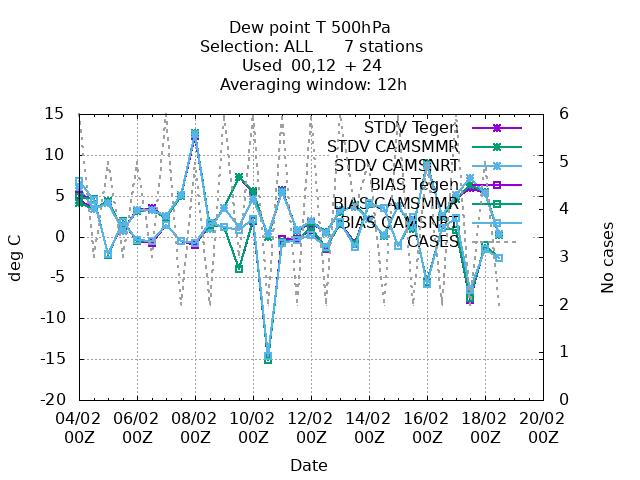 Dew point T 500hPa
Selection: ALL 7 stations
Used 00,12 + 24
Averaging window: 12h
15 6
STDV Tegen
STDV CAMSMMR
10 5
STDV CAMSNRT
BIAS Tegen
5 4
BIAS CAMSMMR
BIAS CAMSNRT
0
CASES
deg C
No cases
3
-5
2
-10
-15 1
-20 0
04/02 06/02 08/02 10/02 12/02 14/02 16/02 18/02 20/02
00Z 00Z 00Z 00Z 00Z 00Z 00Z 00Z 00Z
Date